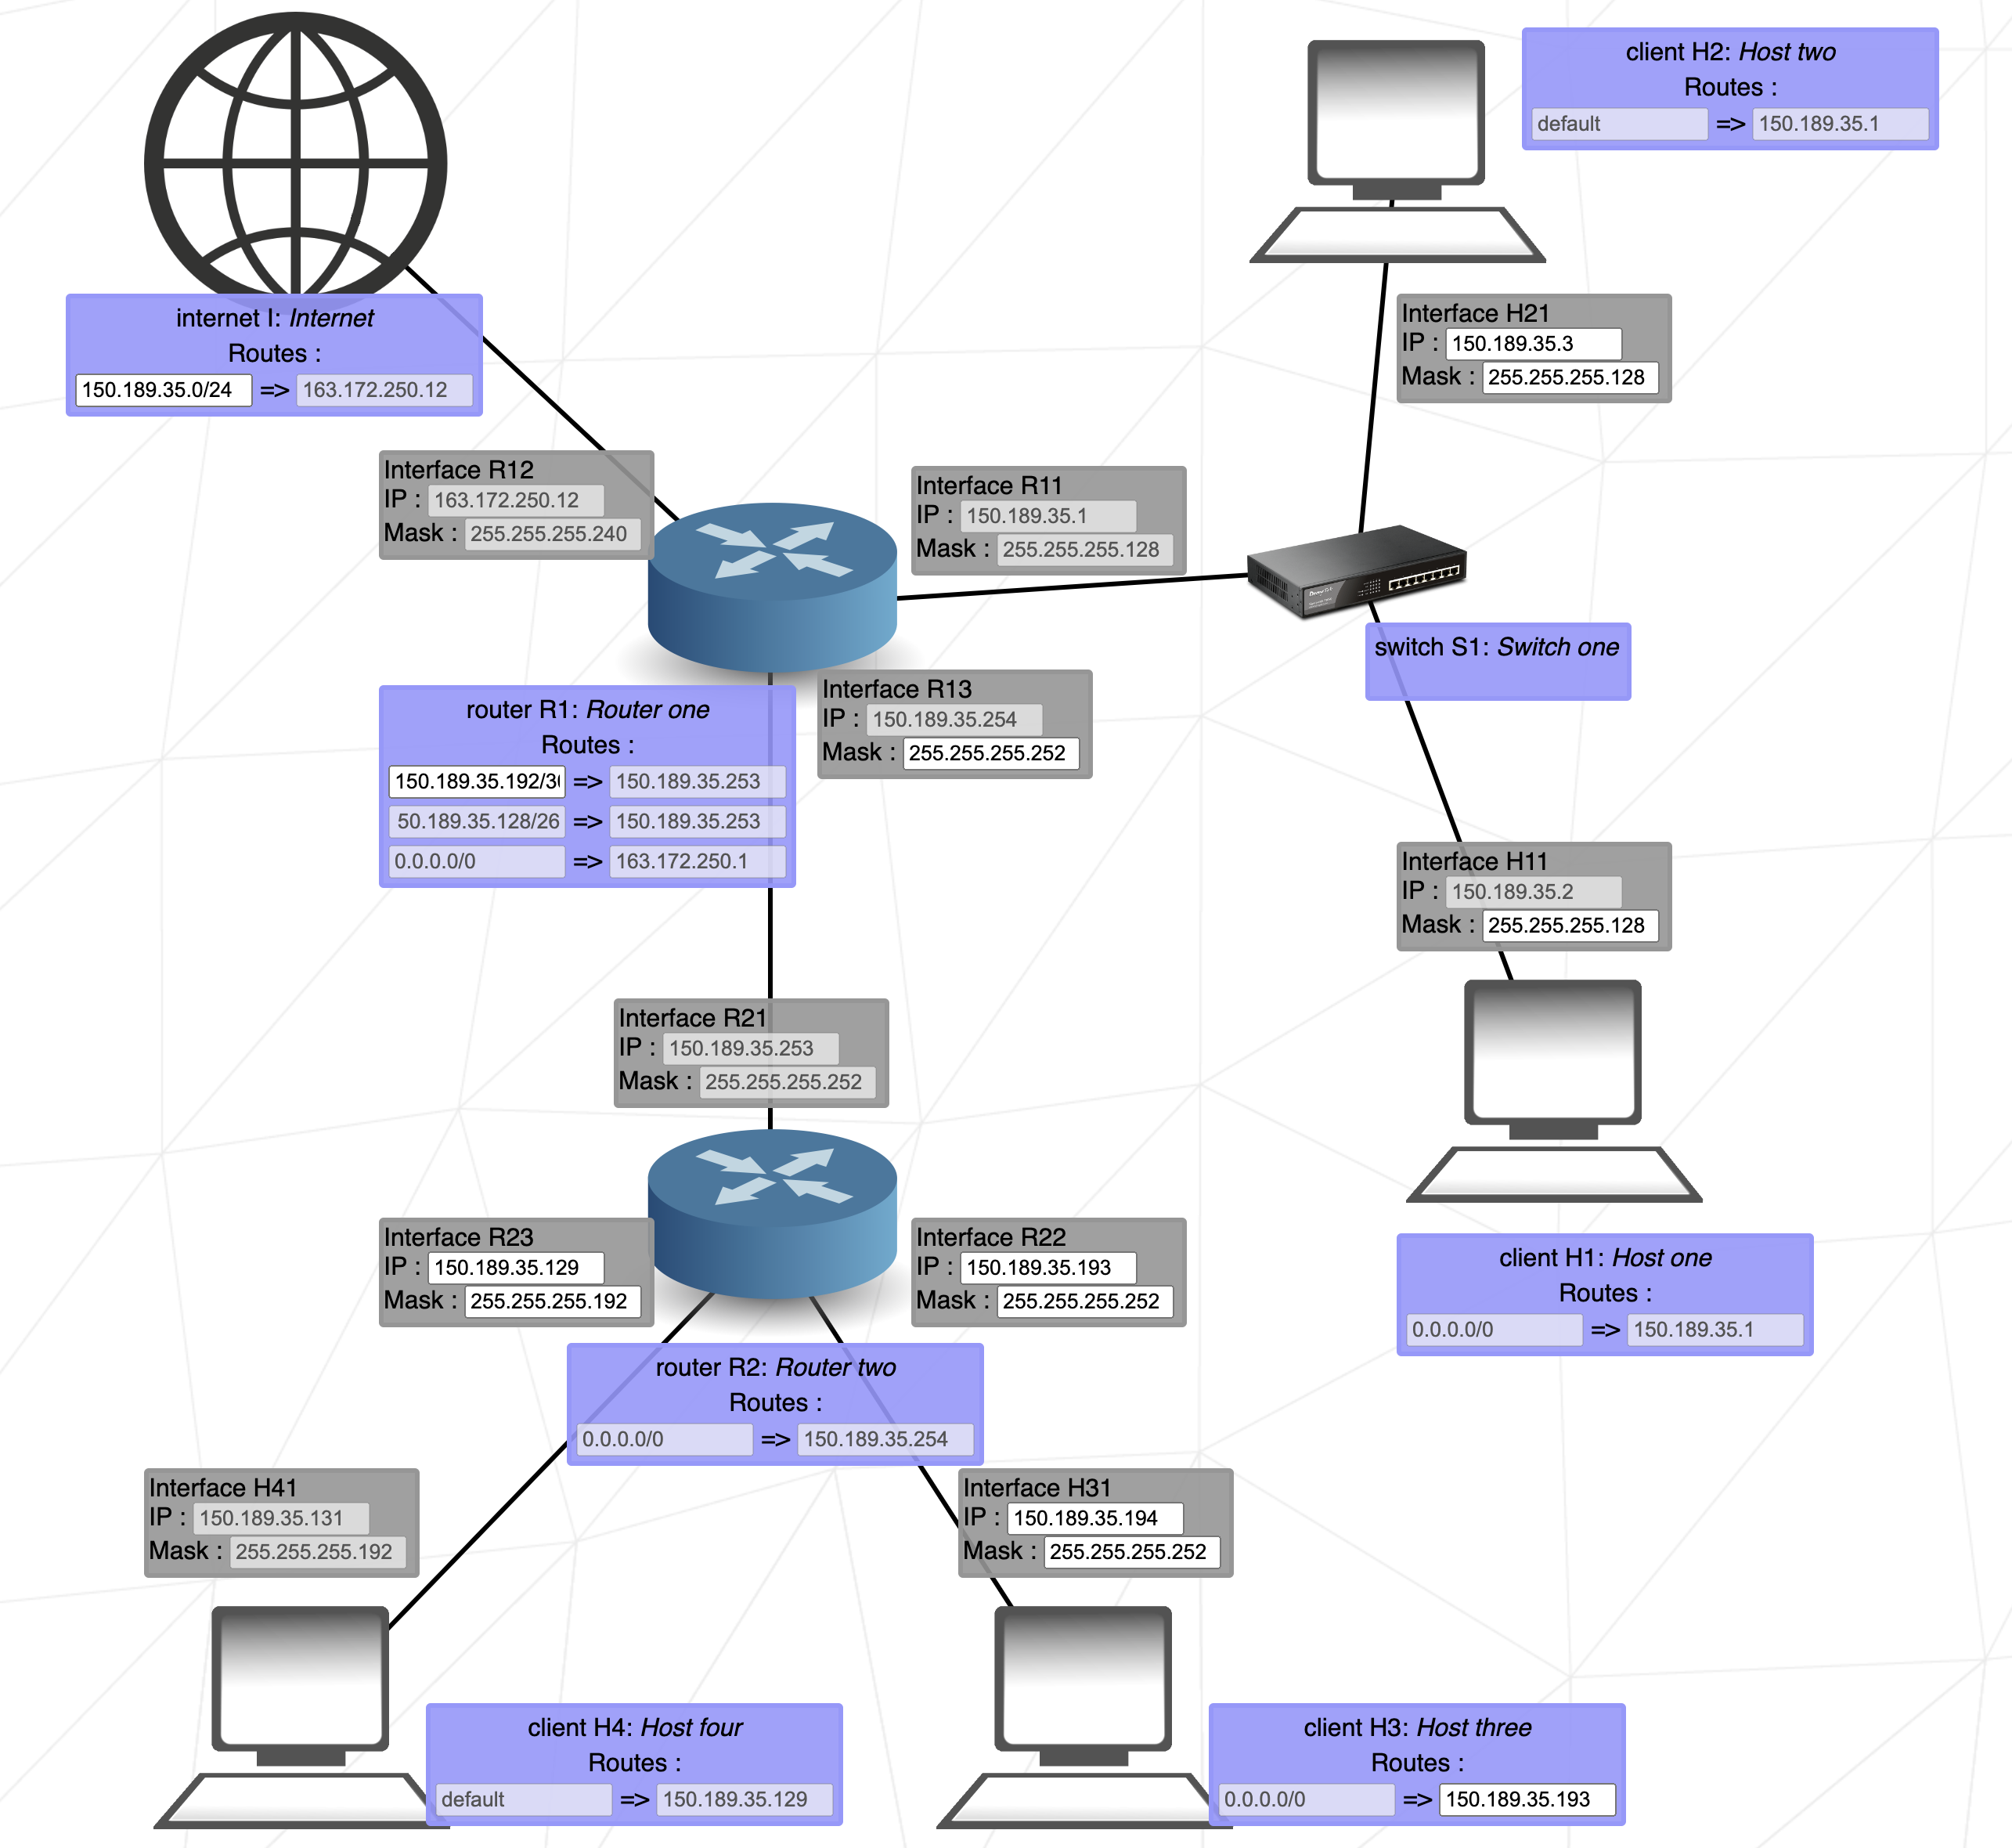 client H2: Host two
Routes :
default => 150.189.35.1
internet I: Internet
Routes :
150.189.35.0/24 => 163.172.250.12
Interface H21
IP : 150.189.35.3
Mask : 255.255.255.128
Interface R12
IP : 163.172.250.12
Mask : 255.255.255.240
Interface R11
IP : 150.189.35.1
Mask : 255.255.255.128
switch S1: Switch one
Interface R13
IP : 150.189.35.254
Mask : 255.255.255.252
router R1: Router one
Routes :
150.189.35.192/3 => 150.189.35.253
50.189.35.128/26 => 150.189.35.253
0.0.0.0/0 => 163.172.250.1
Interface H11
IP : 150.189.35.2
Mask : 255.255.255.128
Interface R21
IP : 150.189.35.253
Mask : 255.255.255.252
Interface R23
IP : 150.189.35.129
Mask : 255.255.255.192
Interface R22
IP : 150.189.35.193
Mask : 255.255.255.252
client H1: Host one
Routes :
0.0.0.0/0 => 150.189.35.1
router R2: Router two
Routes :
0.0.0.0/0 => 150.189.35.254
Interface H41
IP : 150.189.35.131
Mask : 255.255.255.192
Interface H31
IP : 150.189.35.194
Mask : 255.255.255.252
client H4: Host four
Routes :
default => 150.189.35.129
client H3: Host three
Routes :
0.0.0.0/0 => 150.189.35.193